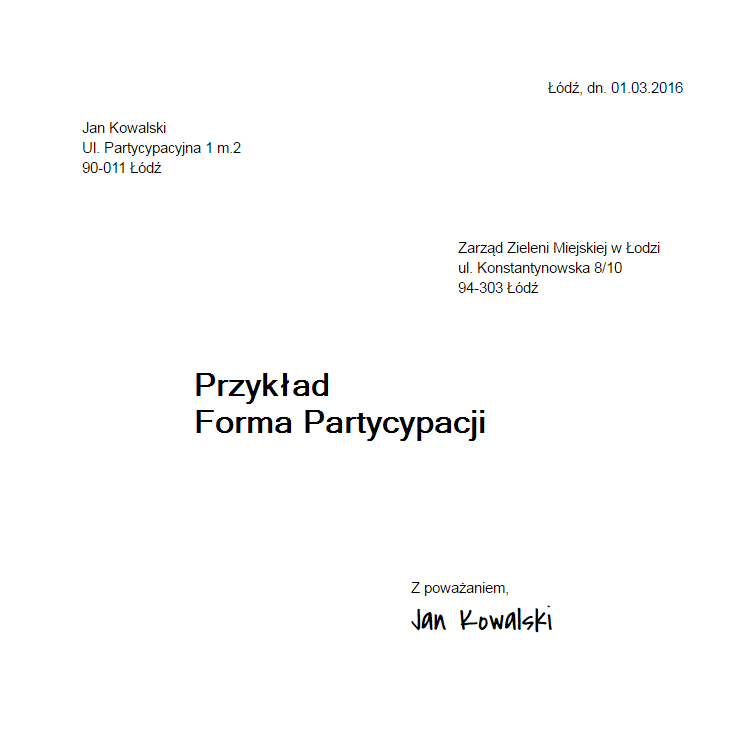 Łódź, dn. 01.03.2016
Jan Kowalski
Ul. Partycypacyjna 1 m.2
90-011 Łódź
Zarząd Zieleni Miejskiej w Łodzi
ul. Konstantynowska 8/10
94-303 Łódź
Przykład
Forma Partycypacji
Z poważaniem,
Jan Kowalski